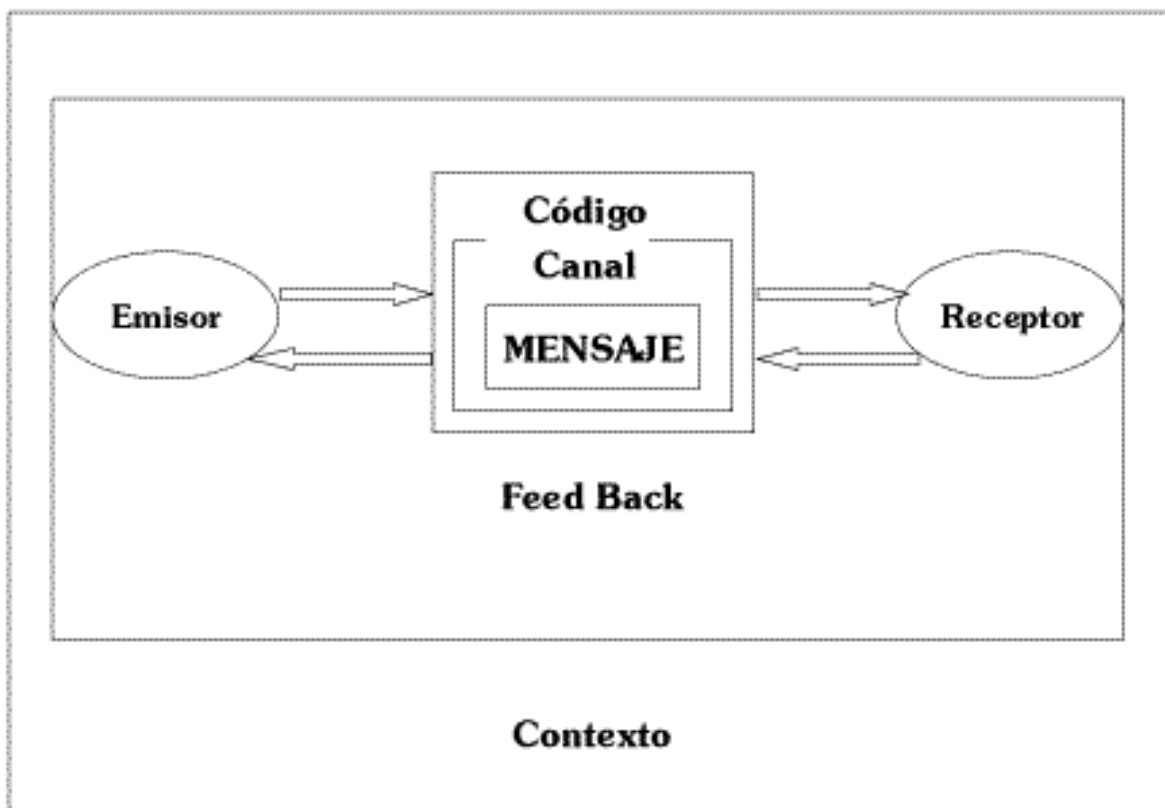 Código
Canal
Emisor
MENSAJE
Receptor
Feed Back
Contexto